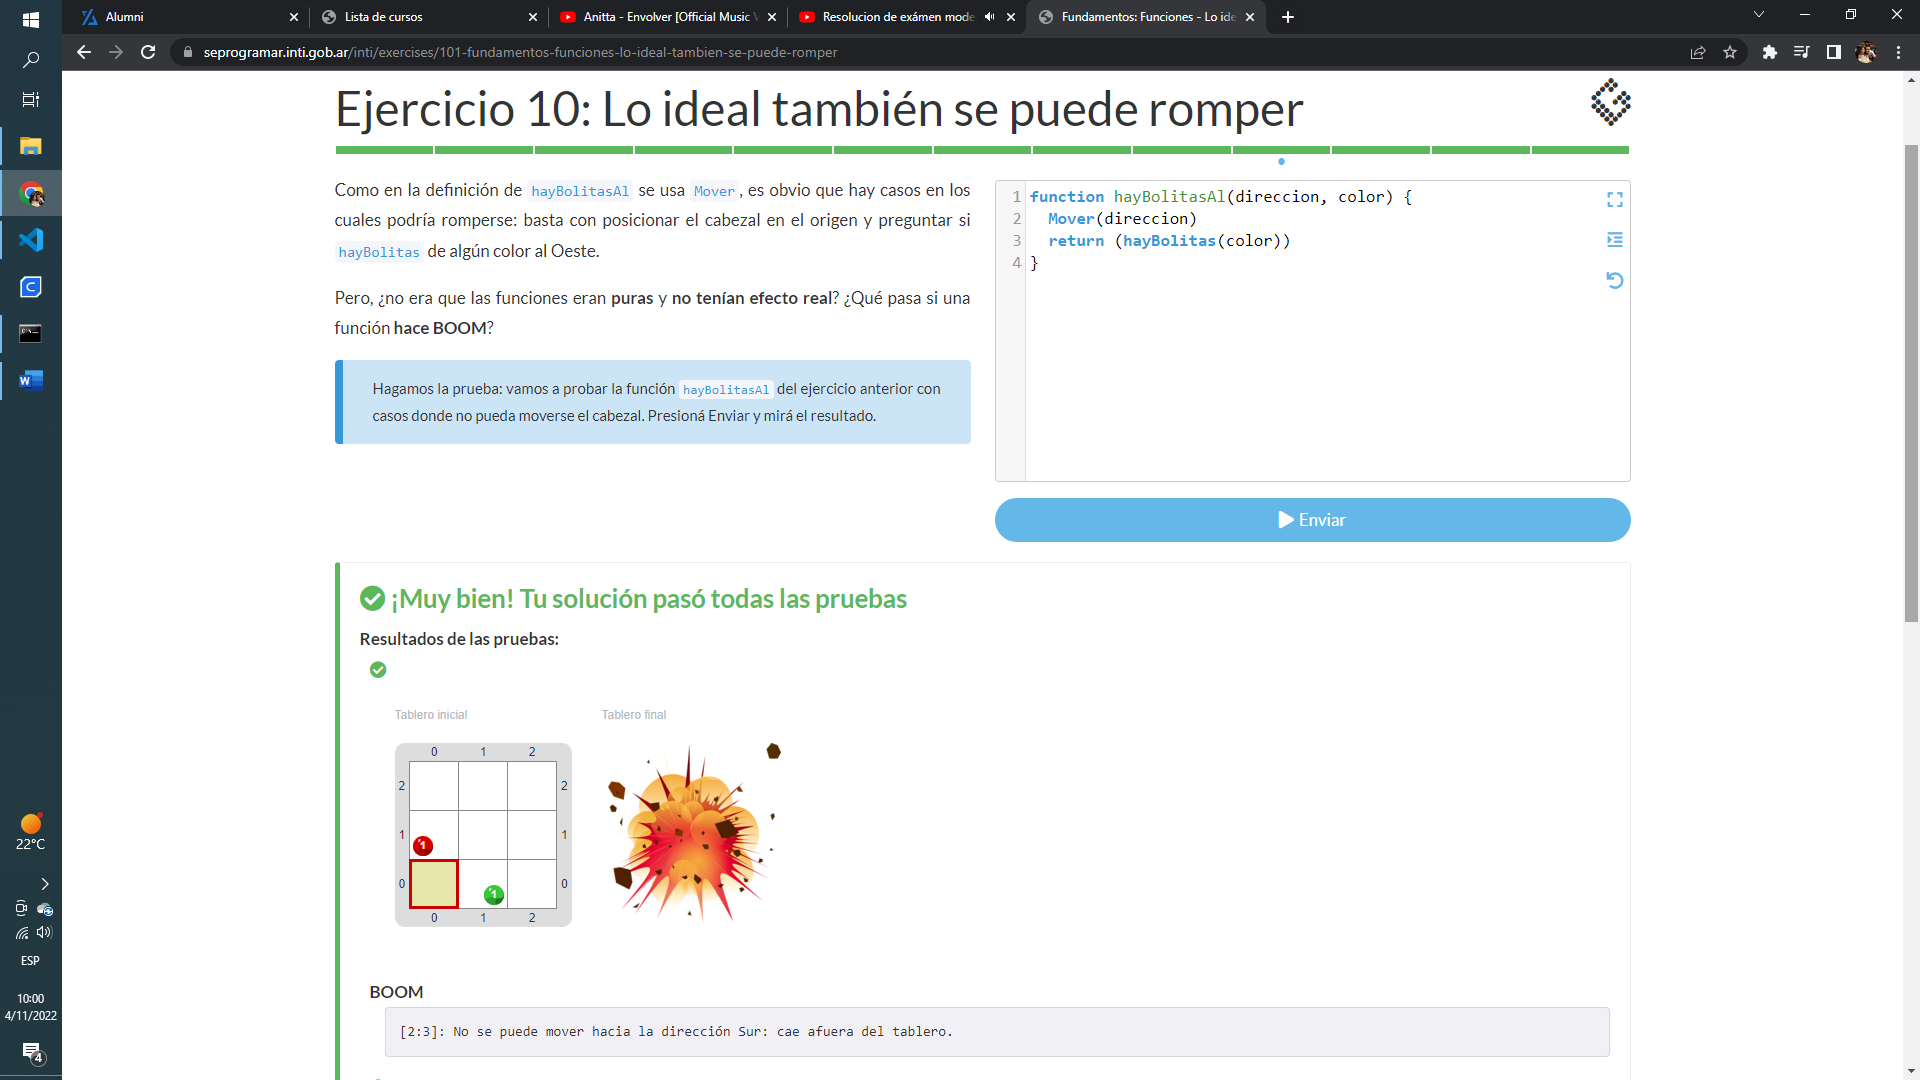 Alumni
Lista de cursos
Anitta - Envolver [Official Music V
Resolucion de exámen mode
Fundamentos: Funciones - Lo ide
seprogramar.inti.gob.ar/inti/exercises/101-fundamentos-funciones-lo-ideal-tambien-se-puede-romper
Ejercicio 10: Lo ideal también se puede romper
Como en la definición de hayBolitasAl se usa Mover, es obvio que hay casos en los
cuales podría romperse: basta con posicionar el cabezal en el origen y preguntar si
hayBolitas de algún color al Oeste.
Pero, ¿no era que las funciones eran puras y no tenían efecto real? ¿Qué pasa si una
función hace BOOM?
Hagamos la prueba: vamos a probar la función hayBolitasAl del ejercicio anterior con
casos donde no pueda moverse el cabezal. Presioná Enviar y mirá el resultado.
1 function hayBolitasAl(direccion, color) {
2 Mover(direccion)
3 return (hayBolitas(color))
4 }
Enviar
¡Muy bien! Tu solución pasó todas las pruebas
Resultados de las pruebas:
Tablero inicial
Tablero final
0 1 2
2 2
1 1
1
0 0
1
0 1 2
BOOM
[2:3]: No se puede mover hacia la dirección Sur: cae afuera del tablero.
22°C
ESP
10:00
4/11/2022
4